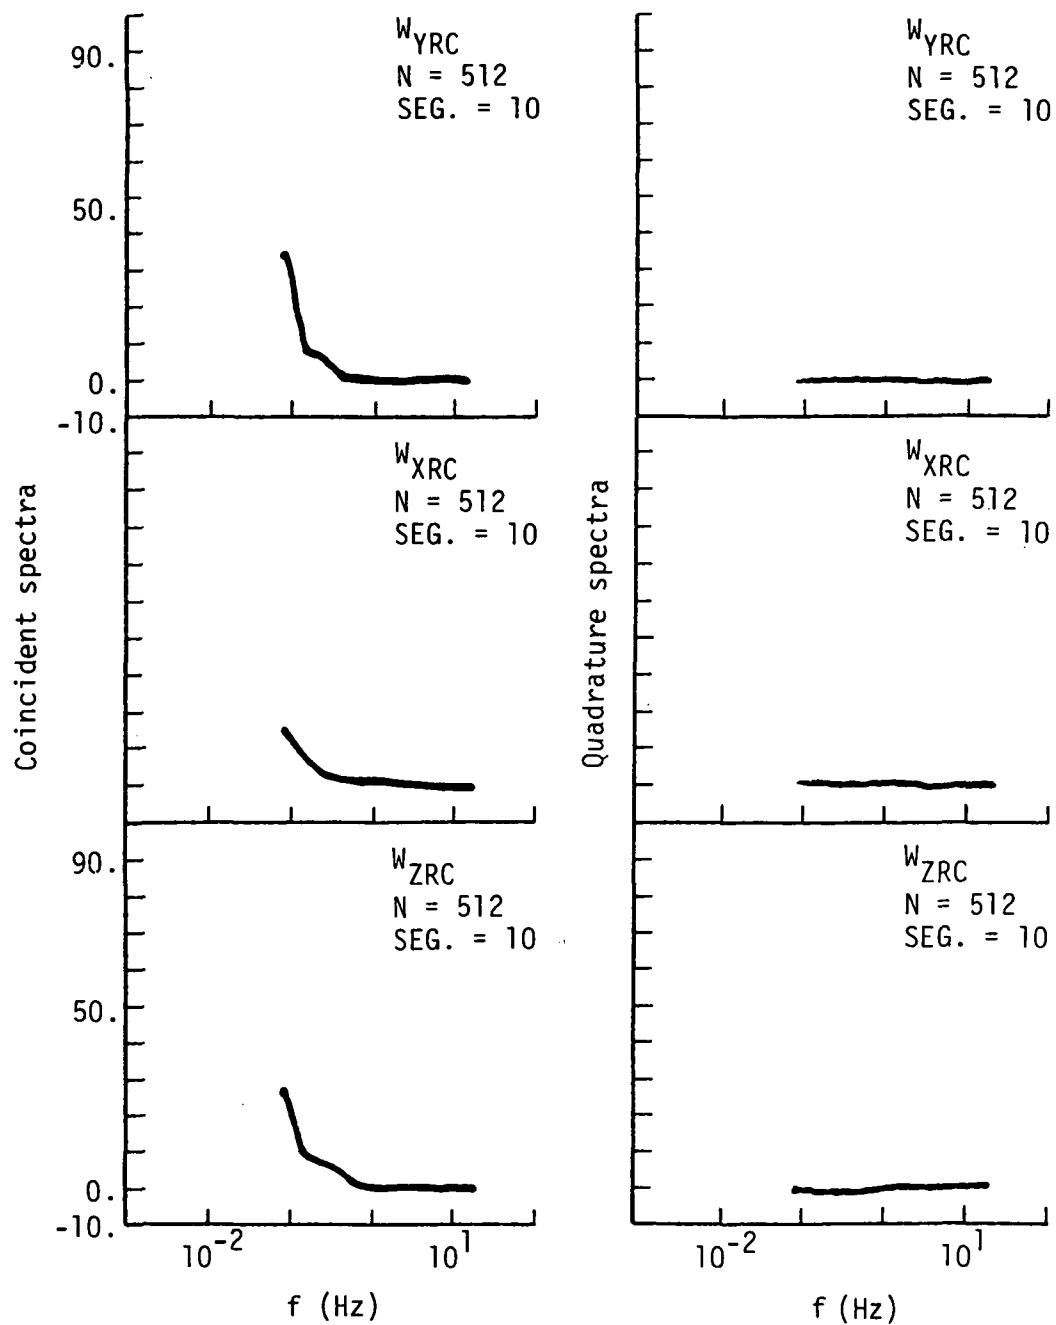 W_YRC
N = 512
SEG. = 10
90.
50.
0.
-10.
W_YRC
N = 512
SEG. = 10
W_XRC
N = 512
SEG. = 10
W_XRC
N = 512
SEG. = 10
Coincident spectra
Quadrature spectra
W_ZRC
N = 512
SEG. = 10
90.
50.
0.
-10.
W_ZRC
N = 512
SEG. = 10
10^-2 10^1
f (Hz)
10^-2 10^1
f (Hz)